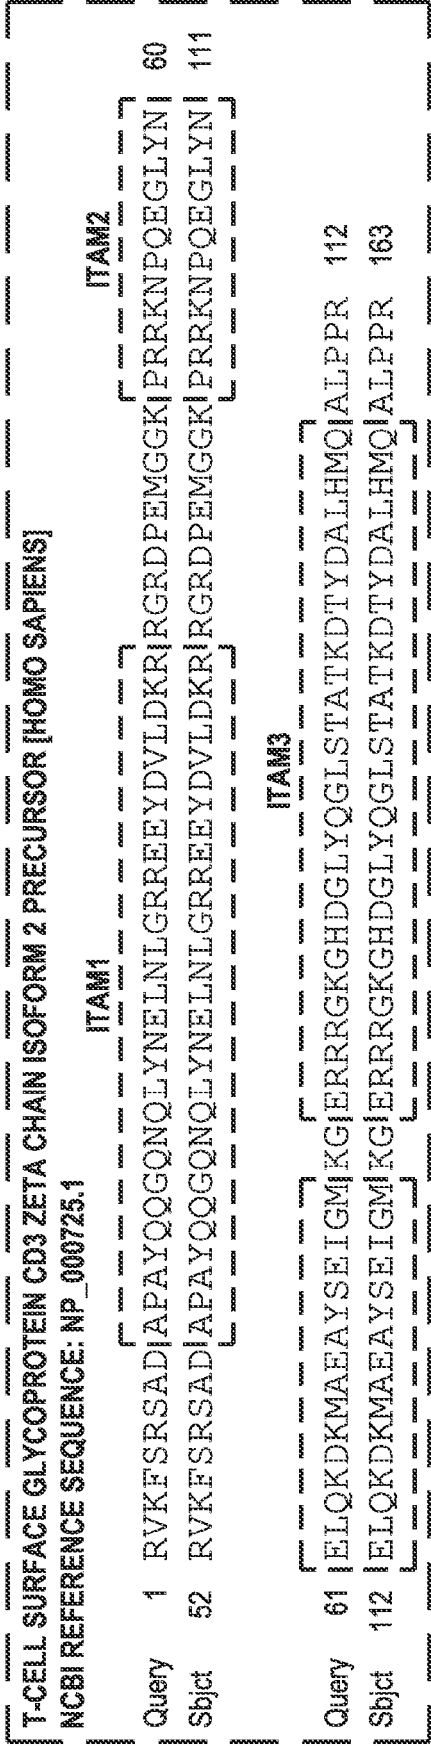 T-CELL SURFACE GLYCOPROTEIN CD3 ZETA CHAIN ISOFORM 2 PRECURSOR [HOMO SAPIENS]
NCBI REFERENCE SEQUENCE: NP_000725.1
ITAM1 ITAM2
Query 1 RVKFSRSAD APAYQQGQNQLYNELNLGRREEYDVLDKR RGRDPEMGGK PRRKNPQEGLYN 60
Sbjct 52 RVKFSRSAD APAYQQGQNQLYNELNLGRREEYDVLDKR RGRDPEMGGK PRRKNPQEGLYN 111
ITAM3
Query 61 ELQKDKMAEAYSEIGM KG ERRRGKGHDGLYQGLSTATKDTYDALHMQ ALPPR 112
Sbjct 112 ELQKDKMAEAYSEIGM KG ERRRGKGHDGLYQGLSTATKDTYDALHMQ ALPPR 163